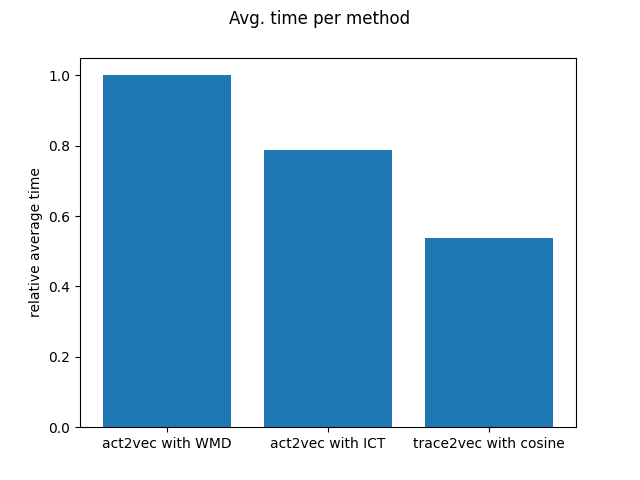 Avg. time per method
1.0
0.8
0.6
0.4
0.2
0.0
relative average time
act2vec with WMD
act2vec with ICT
trace2vec with cosine